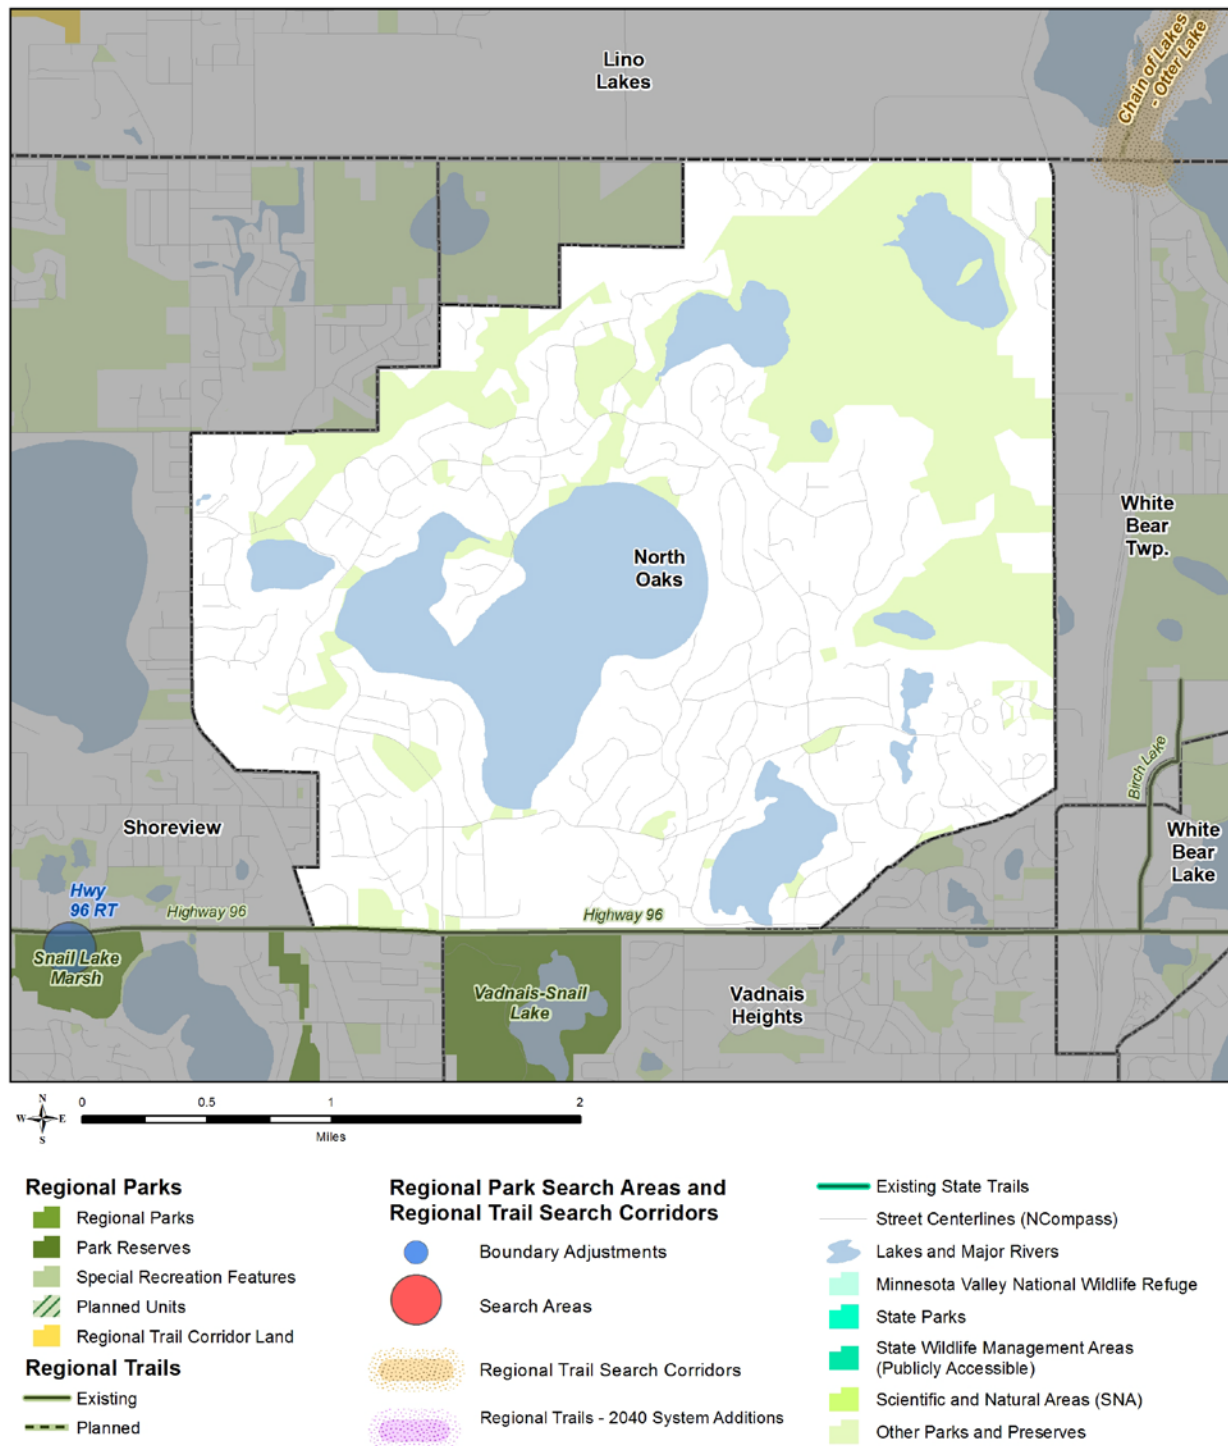 Lino
Lakes
Chain of Lakes
- Otter Lake
White
Bear
Twp.
North
Oaks
Birch Lake
Shoreview
White
Bear
Lake
Hwy
96 RT
Highway 96
Highway 96
Snail Lake
Marsh
Vadnais-Snail
Lake
Vadnais
Heights
N
W E
S
0 0.5 1 2
Miles
Regional Parks
Regional Parks
Park Reserves
Special Recreation Features
Planned Units
Regional Trail Corridor Land
Regional Trails
Existing
Planned
Regional Park Search Areas and
Regional Trail Search Corridors
Boundary Adjustments
Search Areas
Regional Trail Search Corridors
Regional Trails - 2040 System Additions
Existing State Trails
Street Centerlines (NCompass)
Lakes and Major Rivers
Minnesota Valley National Wildlife Refuge
State Parks
State Wildlife Management Areas
(Publicly Accessible)
Scientific and Natural Areas (SNA)
Other Parks and Preserves